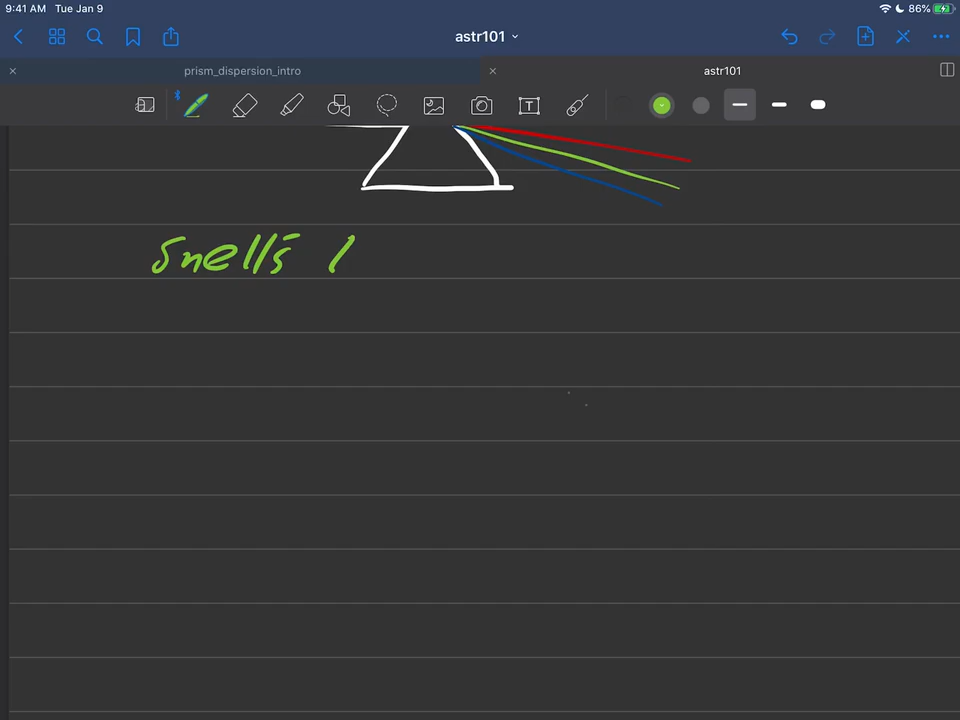 9:41 AM Tue Jan 9 86%
astr101
prism_dispersion_intro astr101
T
Snell's l